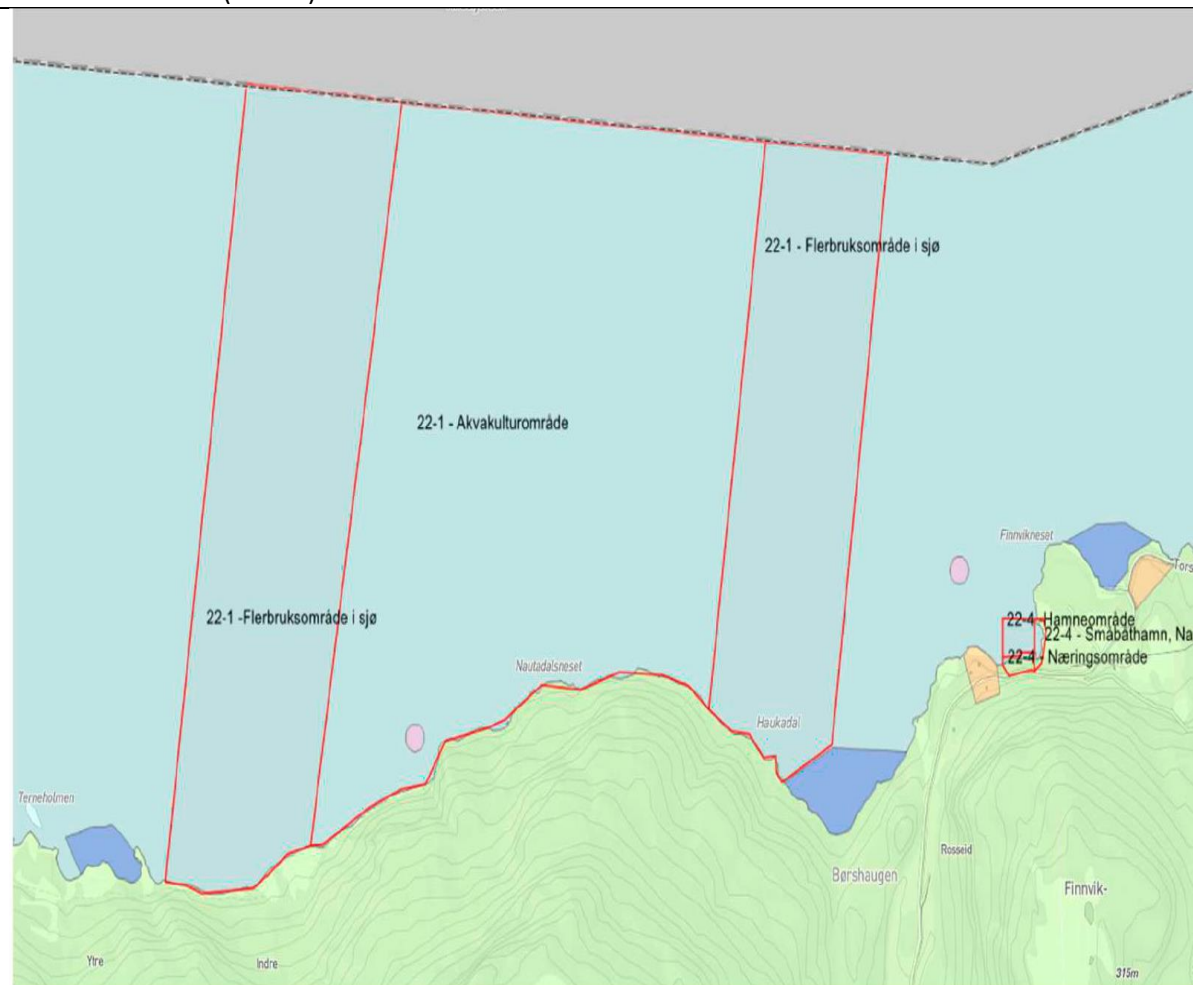 22-1 - Flerbruksområde i sjø
22-1 - Akvakulturområde
Finnvikneset
Tors
22-1 -Flerbruksområde i sjø
22-4 -Hamneområde
22-4 - Småbåthamn, Na
22-4 - Næringsområde
Nautadalsneset
Haukadal
Terneholmen
Rosseid
Børshaugen
Finnvik-
Ytre
Indre
315m